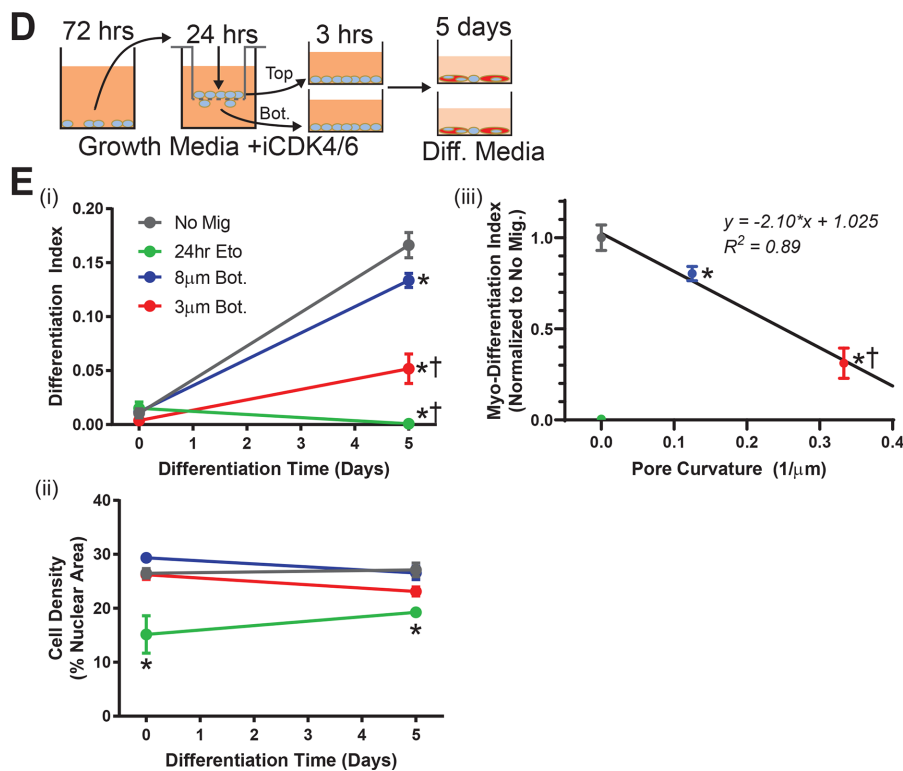 D
72 hrs
24 hrs
3 hrs
5 days
Top
Bot.
Growth Media +iCDK4/6
Diff. Media
E
(i)
0.20
0.15
0.10
0.05
0.00
Differentiation Index
No Mig
24hr Eto
8μm Bot.
3μm Bot.
*
*†
*†
0 1 2 3 4 5
Differentiation Time (Days)
(iii)
1.0
0.5
0.0
Myo-Differentiation Index
(Normalized to No Mig.)
y = -2.10*x + 1.025
R² = 0.89
*
*†
0.0 0.1 0.2 0.3 0.4
Pore Curvature (1/μm)
(ii)
40
30
20
10
0
Cell Density
(% Nuclear Area)
*
*
0 1 2 3 4 5
Differentiation Time (Days)